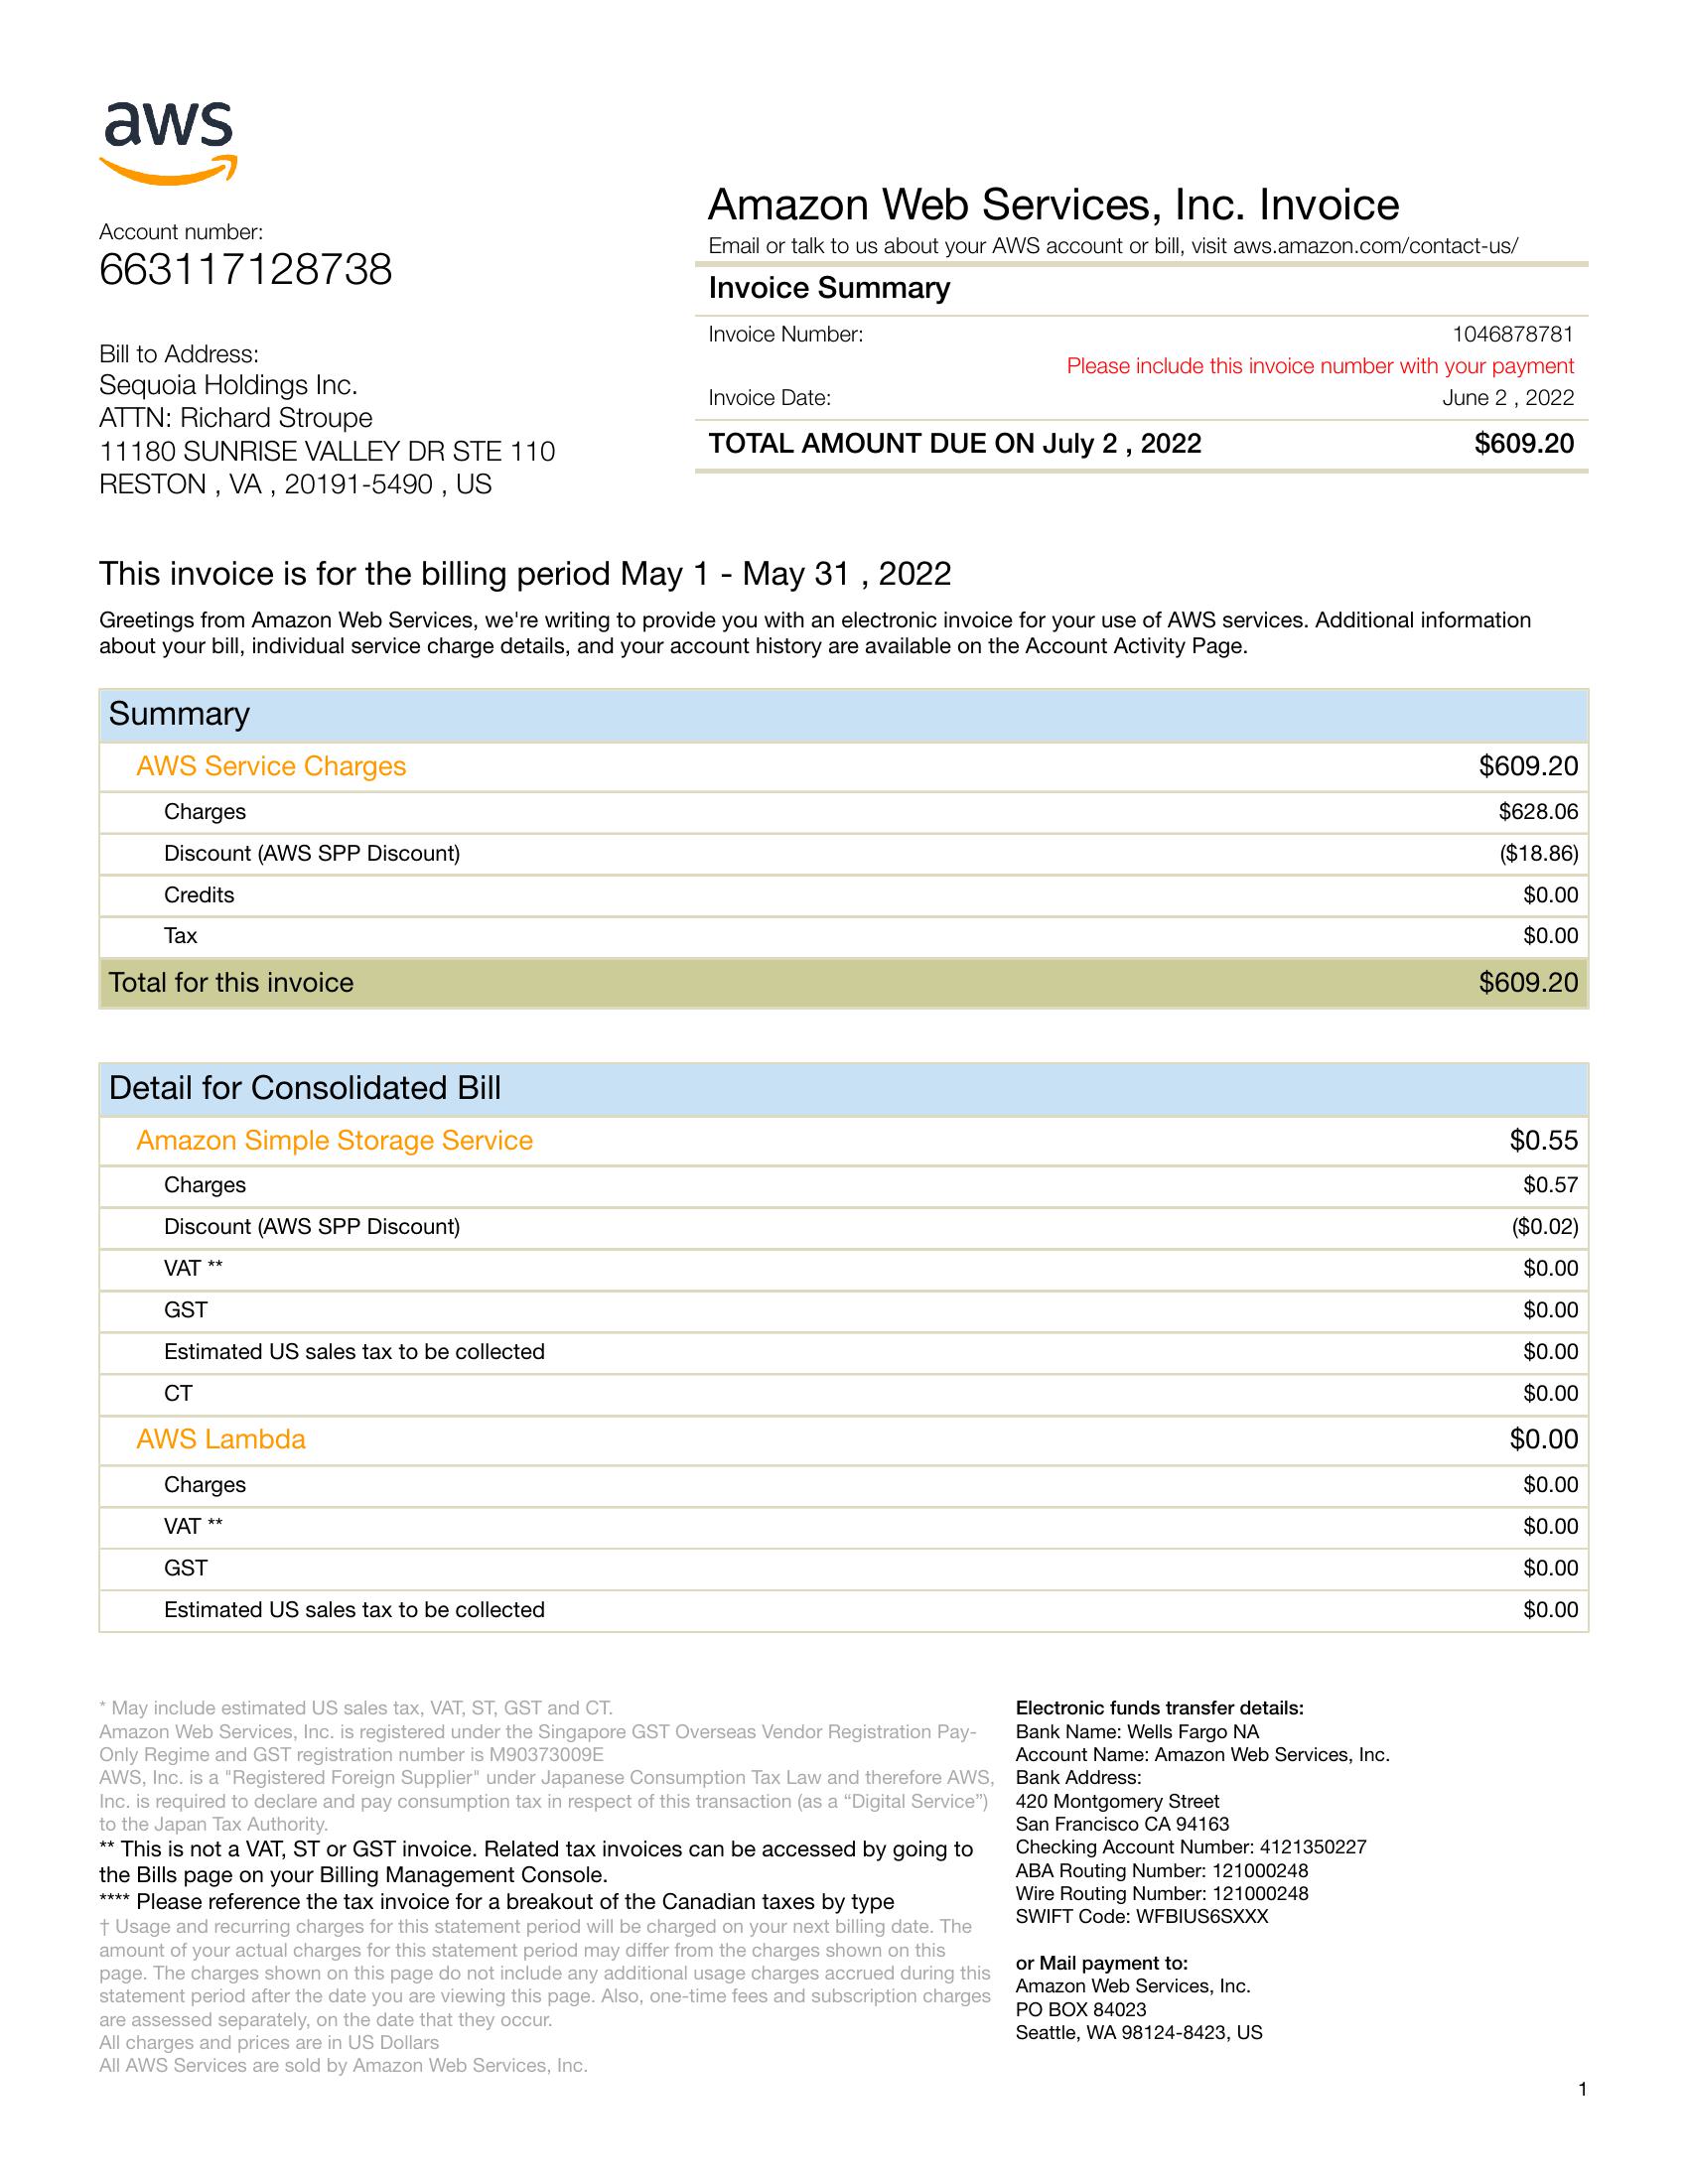 aws
Account number:
663117128738
Bill to Address:
Sequoia Holdings Inc.
ATTN: Richard Stroupe
11180 SUNRISE VALLEY DR STE 110
RESTON , VA , 20191-5490 , US
Amazon Web Services, Inc. Invoice
Email or talk to us about your AWS account or bill, visit aws.amazon.com/contact-us/
Invoice Summary
Invoice Number: 1046878781
Please include this invoice number with your payment
Invoice Date: June 2 , 2022
TOTAL AMOUNT DUE ON July 2 , 2022 $609.20
This invoice is for the billing period May 1 - May 31 , 2022
Greetings from Amazon Web Services, we're writing to provide you with an electronic invoice for your use of AWS services. Additional information
about your bill, individual service charge details, and your account history are available on the Account Activity Page.
Summary
AWS Service Charges $609.20
Charges $628.06
Discount (AWS SPP Discount) ($18.86)
Credits $0.00
Tax $0.00
Total for this invoice $609.20
Detail for Consolidated Bill
Amazon Simple Storage Service $0.55
Charges $0.57
Discount (AWS SPP Discount) ($0.02)
VAT ** $0.00
GST $0.00
Estimated US sales tax to be collected $0.00
CT $0.00
AWS Lambda $0.00
Charges $0.00
VAT ** $0.00
GST $0.00
Estimated US sales tax to be collected $0.00
* May include estimated US sales tax, VAT, ST, GST and CT.
Amazon Web Services, Inc. is registered under the Singapore GST Overseas Vendor Registration Pay-
Only Regime and GST registration number is M90373009E
AWS, Inc. is a "Registered Foreign Supplier" under Japanese Consumption Tax Law and therefore AWS,
Inc. is required to declare and pay consumption tax in respect of this transaction (as a “Digital Service”)
to the Japan Tax Authority.
** This is not a VAT, ST or GST invoice. Related tax invoices can be accessed by going to
the Bills page on your Billing Management Console.
**** Please reference the tax invoice for a breakout of the Canadian taxes by type
† Usage and recurring charges for this statement period will be charged on your next billing date. The
amount of your actual charges for this statement period may differ from the charges shown on this
page. The charges shown on this page do not include any additional usage charges accrued during this
statement period after the date you are viewing this page. Also, one-time fees and subscription charges
are assessed separately, on the date that they occur.
All charges and prices are in US Dollars
All AWS Services are sold by Amazon Web Services, Inc.
Electronic funds transfer details:
Bank Name: Wells Fargo NA
Account Name: Amazon Web Services, Inc.
Bank Address:
420 Montgomery Street
San Francisco CA 94163
Checking Account Number: 4121350227
ABA Routing Number: 121000248
Wire Routing Number: 121000248
SWIFT Code: WFBIUS6SXXX
or Mail payment to:
Amazon Web Services, Inc.
PO BOX 84023
Seattle, WA 98124-8423, US
1